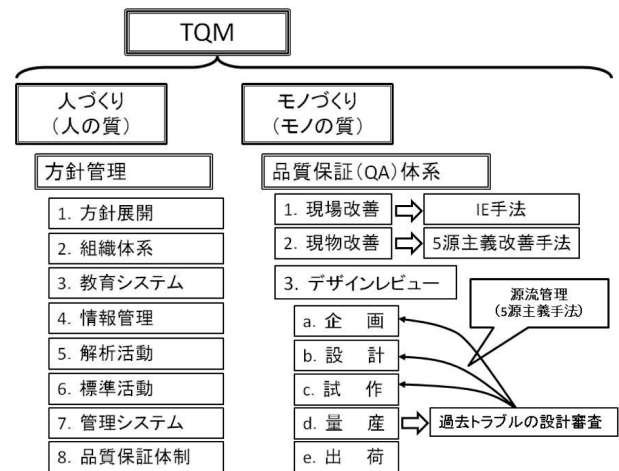 TQM
人づくり
(人の質)
モノづくり
(モノの質)
方針管理
1. 方針展開
2. 組織体系
3. 教育システム
4. 情報管理
5. 解析活動
6. 標準活動
7. 管理システム
8. 品質保証体制
品質保証(QA)体系
1. 現場改善
IE手法
2. 現物改善
5源主義改善手法
3. デザインレビュー
源流管理
(5源主義手法)
a. 企　画
b. 設　計
c. 試　作
d. 量　産
過去トラブルの設計審査
e. 出　荷